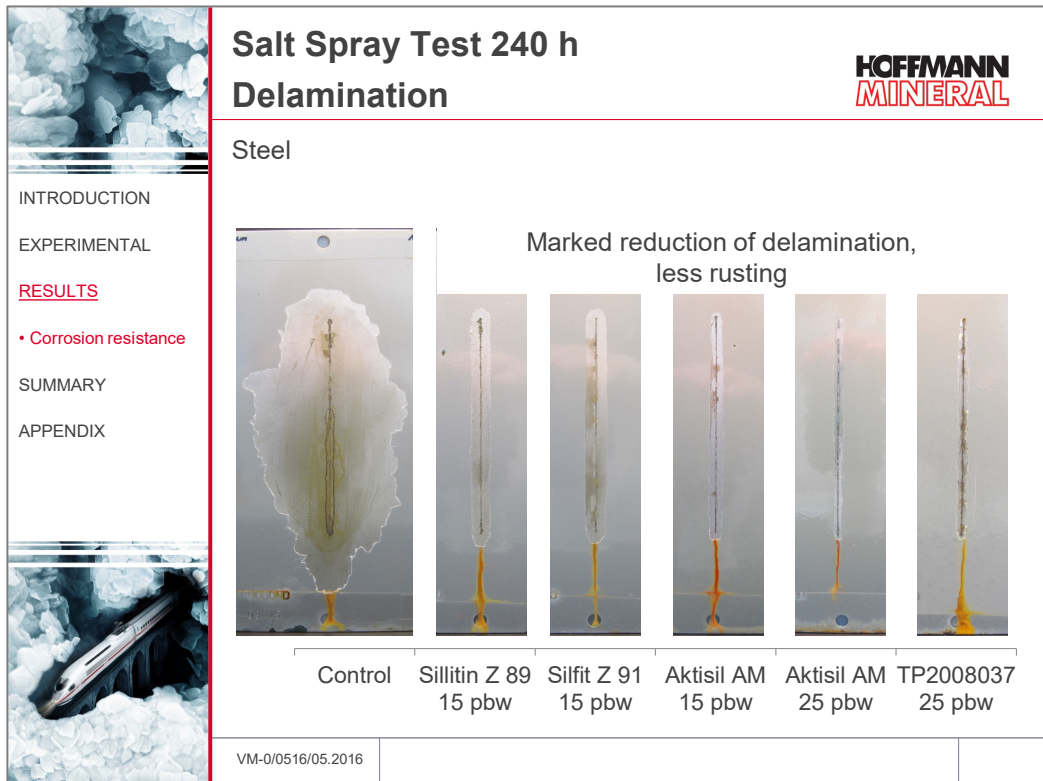 Salt Spray Test 240 h
Delamination
HOFFMANN
MINERAL
Steel
INTRODUCTION
EXPERIMENTAL
RESULTS
• Corrosion resistance
SUMMARY
APPENDIX
Marked reduction of delamination,
less rusting
Control
Sillitin Z 89
15 pbw
Silfit Z 91
15 pbw
Aktisil AM
15 pbw
Aktisil AM
25 pbw
TP2008037
25 pbw
VM-0/0516/05.2016